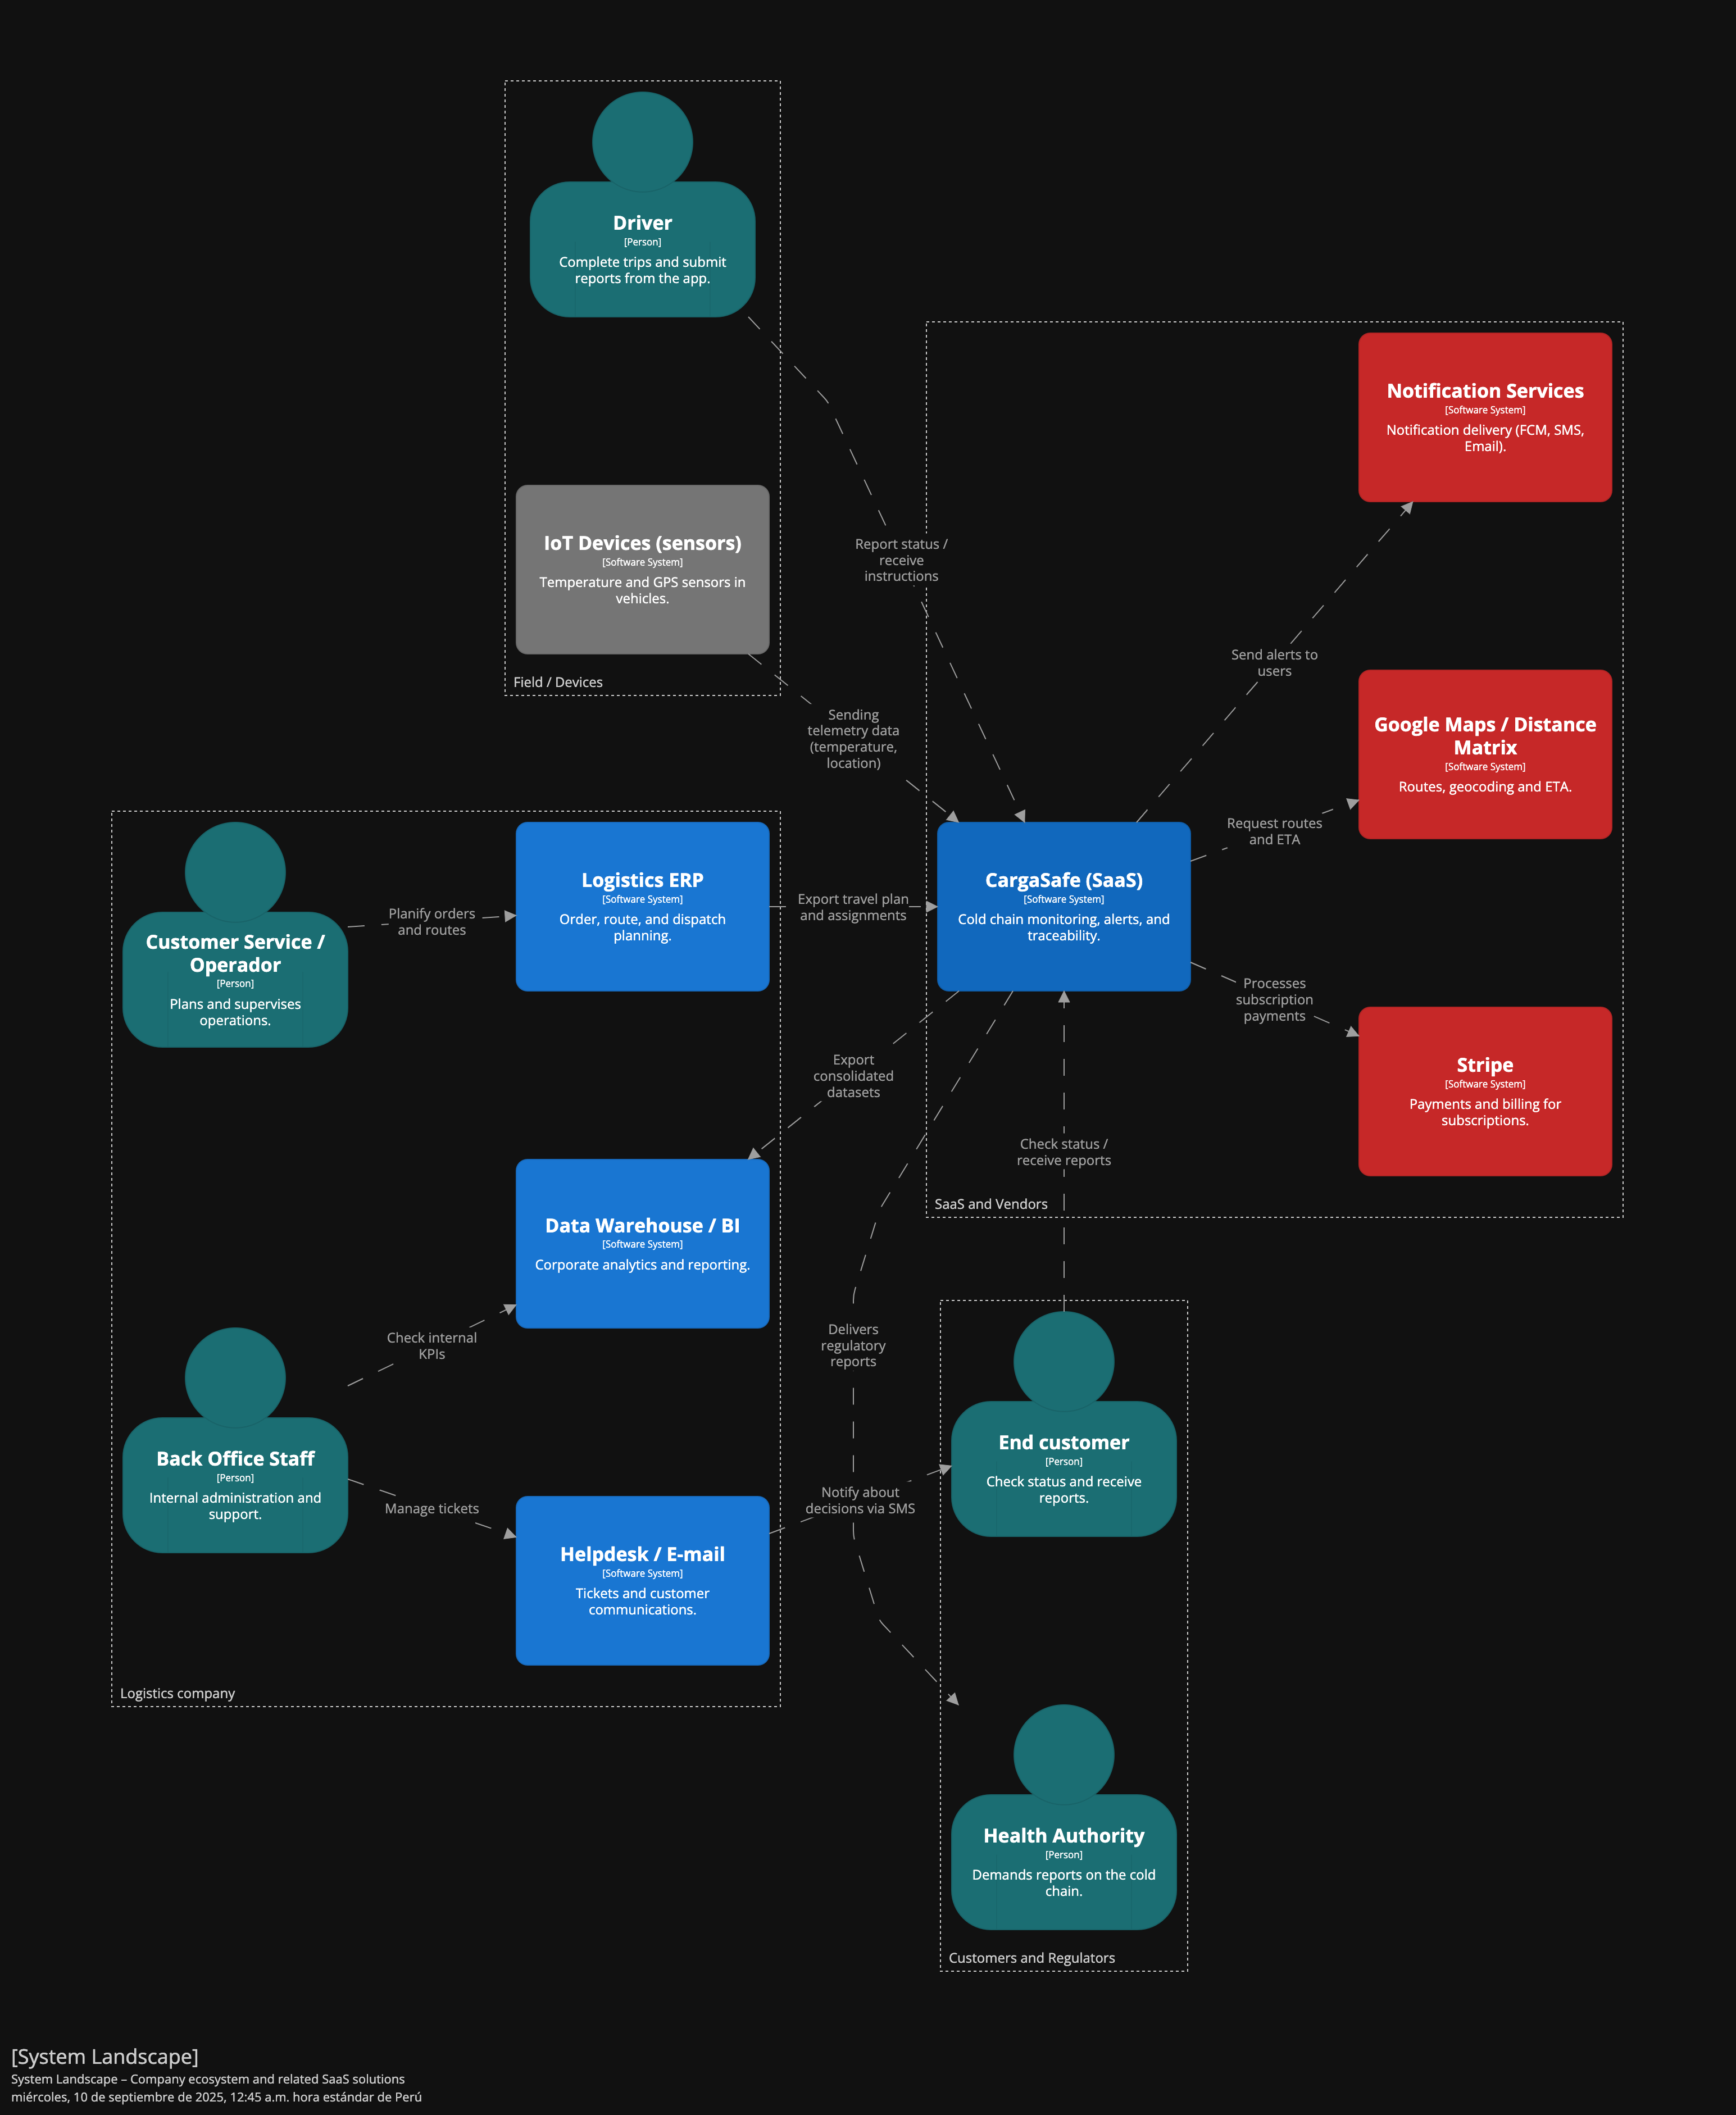 Driver
[Person]
Complete trips and submit
reports from the app.
Notification Services
[Software System]
Notification delivery (FCM, SMS,
Email).
IoT Devices (sensors)
[Software System]
Temperature and GPS sensors in
vehicles.
Field / Devices
Report status /
receive
instructions
Send alerts to
users
Sending
telemetry data
(temperature,
location)
Google Maps / Distance
Matrix
[Software System]
Routes, geocoding and ETA.
Request routes
and ETA
Customer Service /
Operador
[Person]
Plans and supervises
operations.
Planify orders
and routes
Logistics ERP
[Software System]
Order, route, and dispatch
planning.
Export travel plan
and assignments
CargaSafe (SaaS)
[Software System]
Cold chain monitoring, alerts, and
traceability.
Processes
subscription
payments
Stripe
[Software System]
Payments and billing for
subscriptions.
Export
consolidated
datasets
Check status /
receive reports
SaaS and Vendors
Data Warehouse / BI
[Software System]
Corporate analytics and reporting.
Check internal
KPIs
Delivers
regulatory
reports
Back Office Staff
[Person]
Internal administration and
support.
Manage tickets
Helpdesk / E-mail
[Software System]
Tickets and customer
communications.
Notify about
decisions via SMS
End customer
[Person]
Check status and receive
reports.
Logistics company
Health Authority
[Person]
Demands reports on the cold
chain.
Customers and Regulators
[System Landscape]
System Landscape – Company ecosystem and related SaaS solutions
miércoles, 10 de septiembre de 2025, 12:45 a.m. hora estándar de Perú